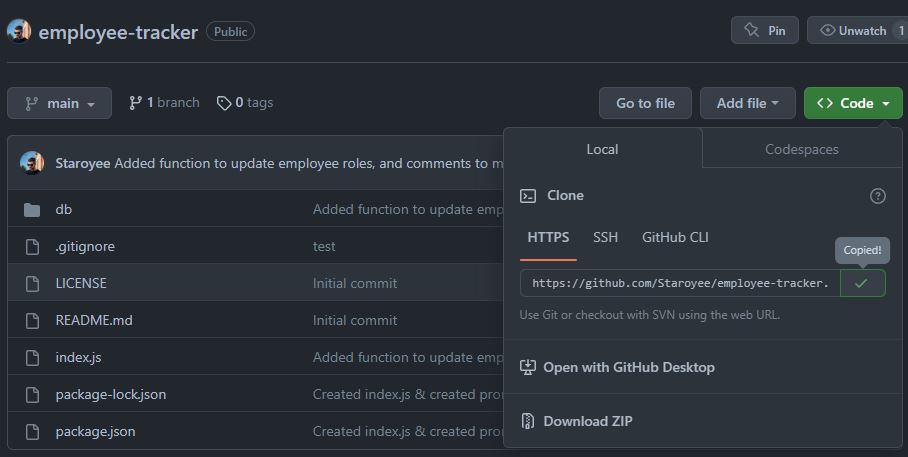 employee-tracker Public Pin Unwatch 1
main 1 branch 0 tags Go to file Add file Code
Local Codespaces
Staroyee Added function to update employee roles, and comments to m
Clone
db Added function to update emp
HTTPS SSH GitHub CLI
Copied!
.gitignore test
https://github.com/Staroyee/employee-tracker.
LICENSE Initial commit
Use Git or checkout with SVN using the web URL.
README.md Initial commit
index.js Added function to update emp
Open with GitHub Desktop
package-lock.json Created index.js & created pro
Download ZIP
package.json Created index.js & created pro